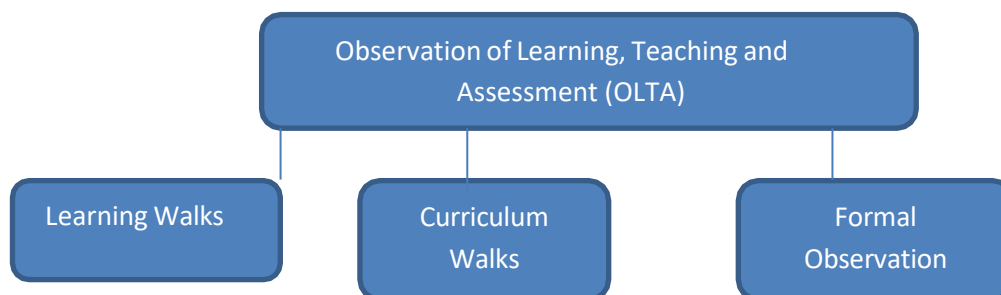 Observation of Learning, Teaching and
Assessment (OLTA)
Learning Walks
Curriculum
Walks
Formal
Observation